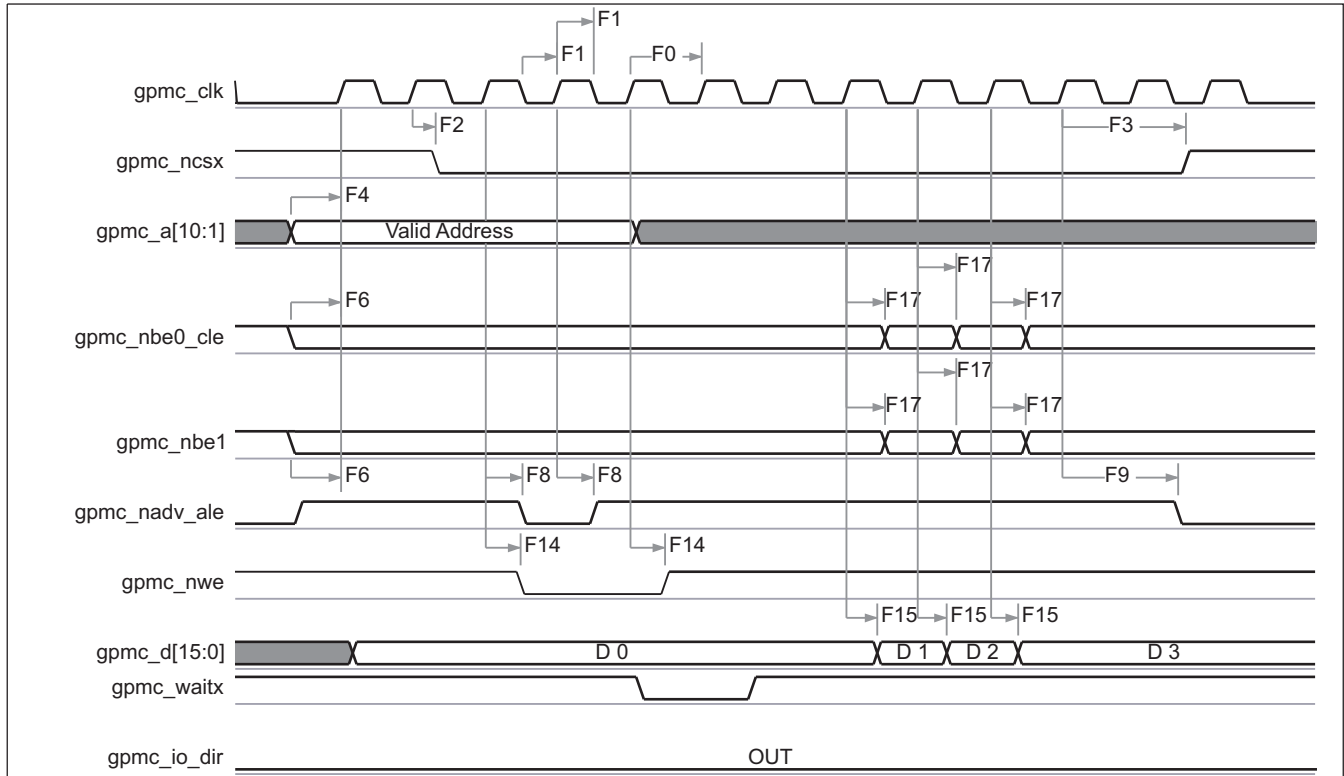 F1
F1
F0
gpmc_clk
F2
F3
gpmc_ncsx
F4
gpmc_a[10:1]
Valid Address
F17
F6
F17
F17
gpmc_nbe0_cle
F17
F17
F17
gpmc_nbe1
F6
F8
F8
F9
gpmc_nadv_ale
F14
F14
gpmc_nwe
F15
F15
F15
gpmc_d[15:0]
D 0
D 1
D 2
D 3
gpmc_waitx
gpmc_io_dir
OUT